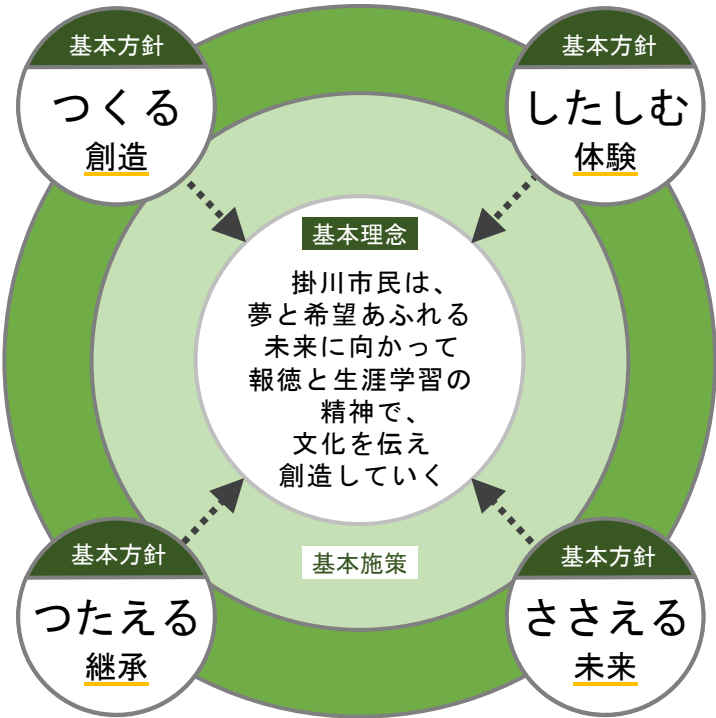 基本方針
つくる
創造
基本方針
したしむ
体験
基本理念
掛川市民は、
夢と希望あふれる
未来に向かって
報徳と生涯学習の
精神で、
文化を伝え
創造していく
基本施策
基本方針
つたえる
継承
基本方針
ささえる
未来